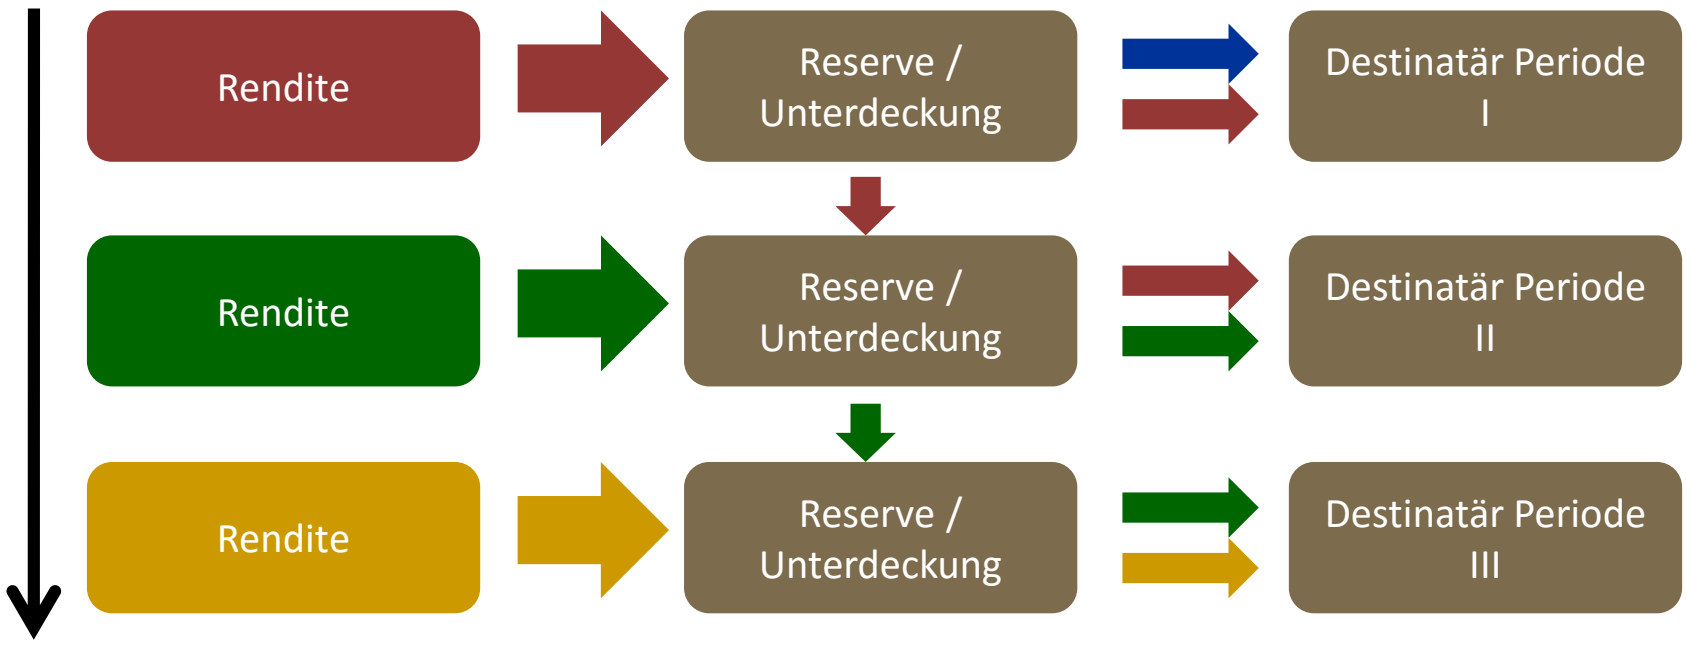 Rendite
Reserve /
Unterdeckung
Destinatär Periode
I
Rendite
Reserve /
Unterdeckung
Destinatär Periode
II
Rendite
Reserve /
Unterdeckung
Destinatär Periode
III